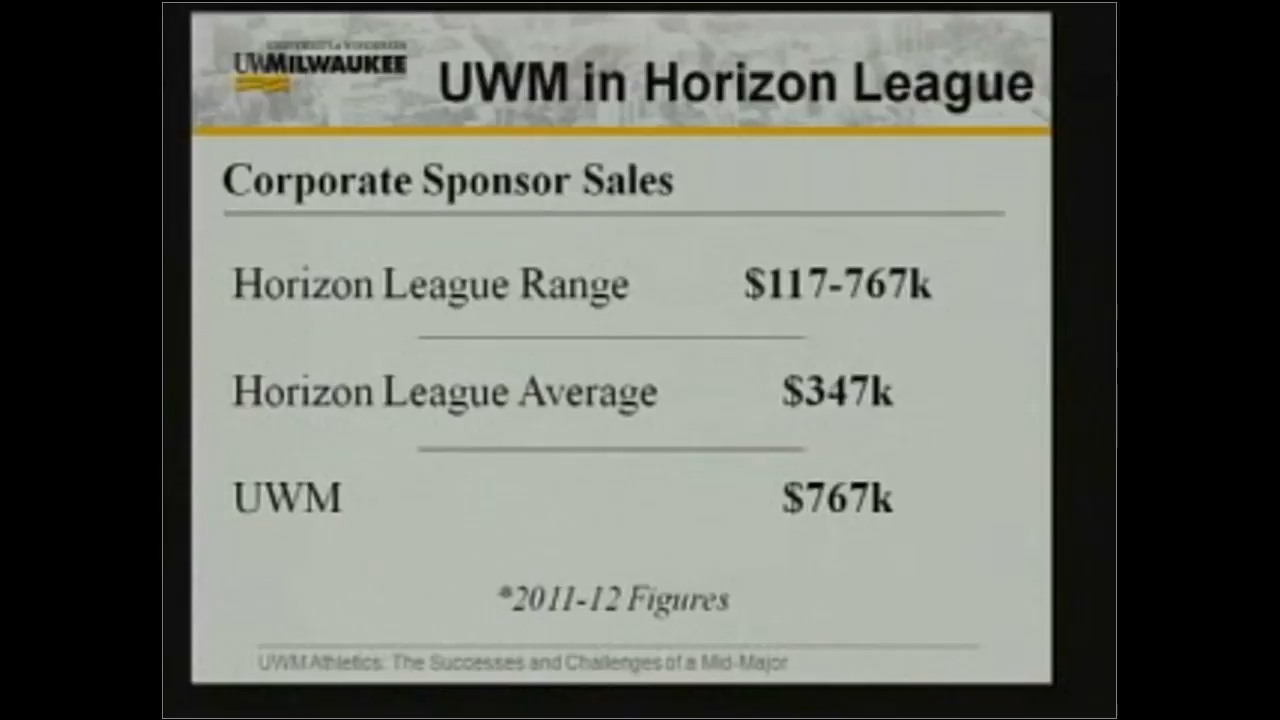 UWMILWAUKEE
UWM in Horizon League
Corporate Sponsor Sales
Horizon League Range $117-767k
Horizon League Average $347k
UWM $767k
*2011-12 Figures
UWM Athletics: The Successes and Challenges of a Mid-Major